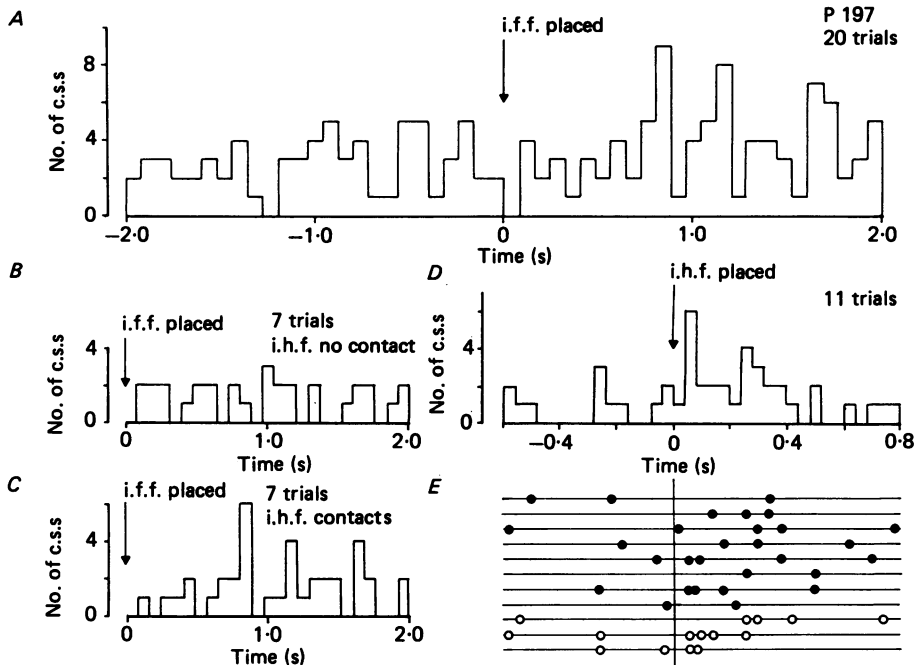 A
P 197
20 trials
i.f.f. placed
No. of c.s.s
8
4
0
−2·0
−1·0
0
1·0
2·0
Time (s)
B
i.f.f. placed
7 trials
i.h.f. no contact
No. of c.s.s
4
0
0
1·0
2·0
Time (s)
C
i.f.f. placed
7 trials
i.h.f. contacts
No. of c.s.s
4
0
0
1·0
2·0
Time (s)
D
i.h.f. placed
11 trials
No. of c.s.s
4
0
−0·4
0
0·4
0·8
Time (s)
E